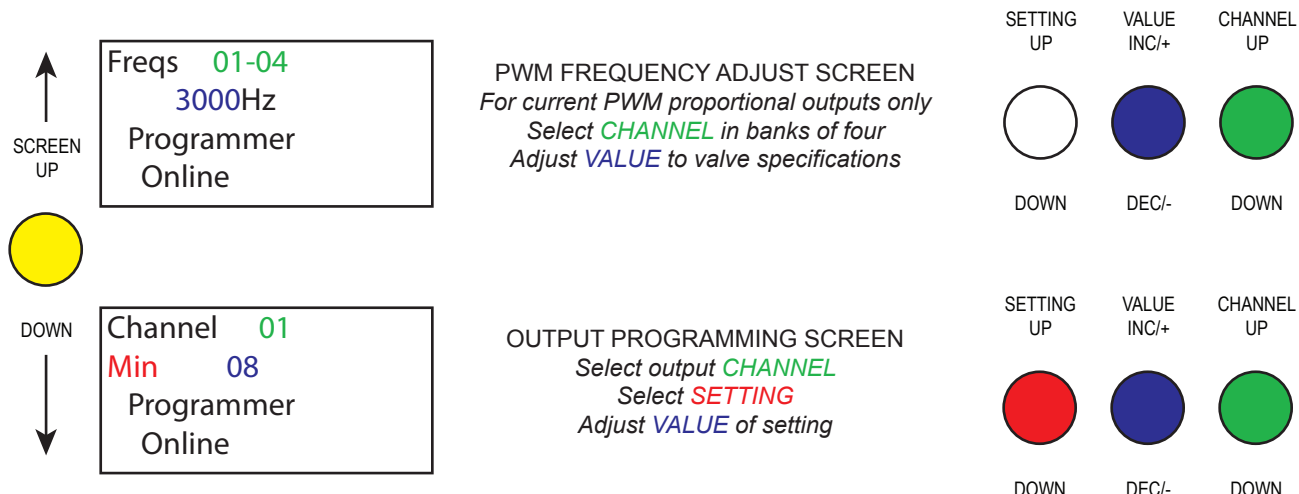 SCREEN
UP
DOWN
Freqs 01-04
3000Hz
Programmer
Online
PWM FREQUENCY ADJUST SCREEN
For current PWM proportional outputs only
Select CHANNEL in banks of four
Adjust VALUE to valve specifications
SETTING VALUE CHANNEL
UP INC/+ UP
DOWN DEC/- DOWN
Channel 01
Min 08
Programmer
Online
OUTPUT PROGRAMMING SCREEN
Select output CHANNEL
Select SETTING
Adjust VALUE of setting
SETTING VALUE CHANNEL
UP INC/+ UP
DOWN DEC/- DOWN